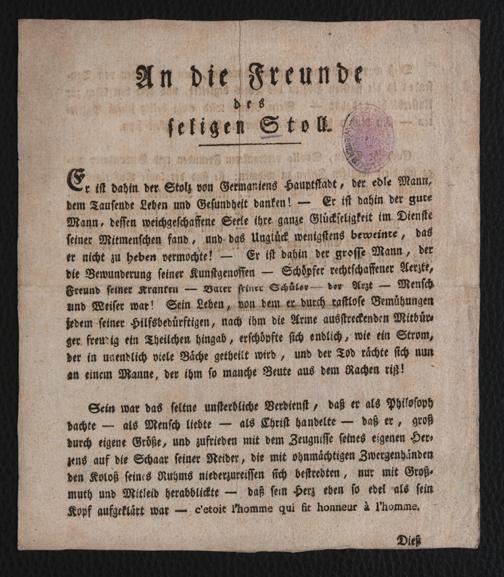 An die Freunde
des
seligen Stoll.
Er ist dahin der Stolz von Germaniens Hauptstadt, der edle Mann,
dem Tausende Leben und Gesundheit danken! — Er ist dahin der gute
Mann, dessen weichgeschaffene Seele ihre ganze Glückseligkeit im Dienste
seiner Mitmenschen fand, und das Unglück wenigstens beweinte, das
er nicht zu heben vermochte! — Er ist dahin der grosse Mann, der
die Bewunderung seiner Kunstgenossen — Schöpfer rechtschaffener Aerzte,
Freund seiner Kranken — Vater seiner Schüler — der Arzt — Mensch
und Weiser war! Sein Leben, von dem er durch rastlose Bemühungen
jedem seiner Hilfsbedürftigen, nach ihm die Arme ausstreckenden Mitbür-
ger freudig ein Theilchen hingab, erschöpfte sich endlich, wie ein Strom,
der in unendlich viele Bäche getheilt wird, und der Tod rächte sich nun
an einem Manne, der ihm so manche Beute aus dem Rachen riß!
Sein war das seltne unsterbliche Verdienst, daß er als Philosoph
dachte — als Mensch liebte — als Christ handelte — daß er, groß
durch eigene Größe, und zufrieden mit dem Zeugnisse seines eigenen Her-
zens auf die Schaar seiner Neider, die mit ohnmächtigen Zwergenhänden
den Koloß seines Ruhms niederzureissen sich bestrebten, nur mit Groß-
muth und Mitleid herabblickte — daß sein Herz eben so edel als sein
Kopf aufgeklärt war — c'etoit l'homme qui fit honneur à l'homme.
Dieß